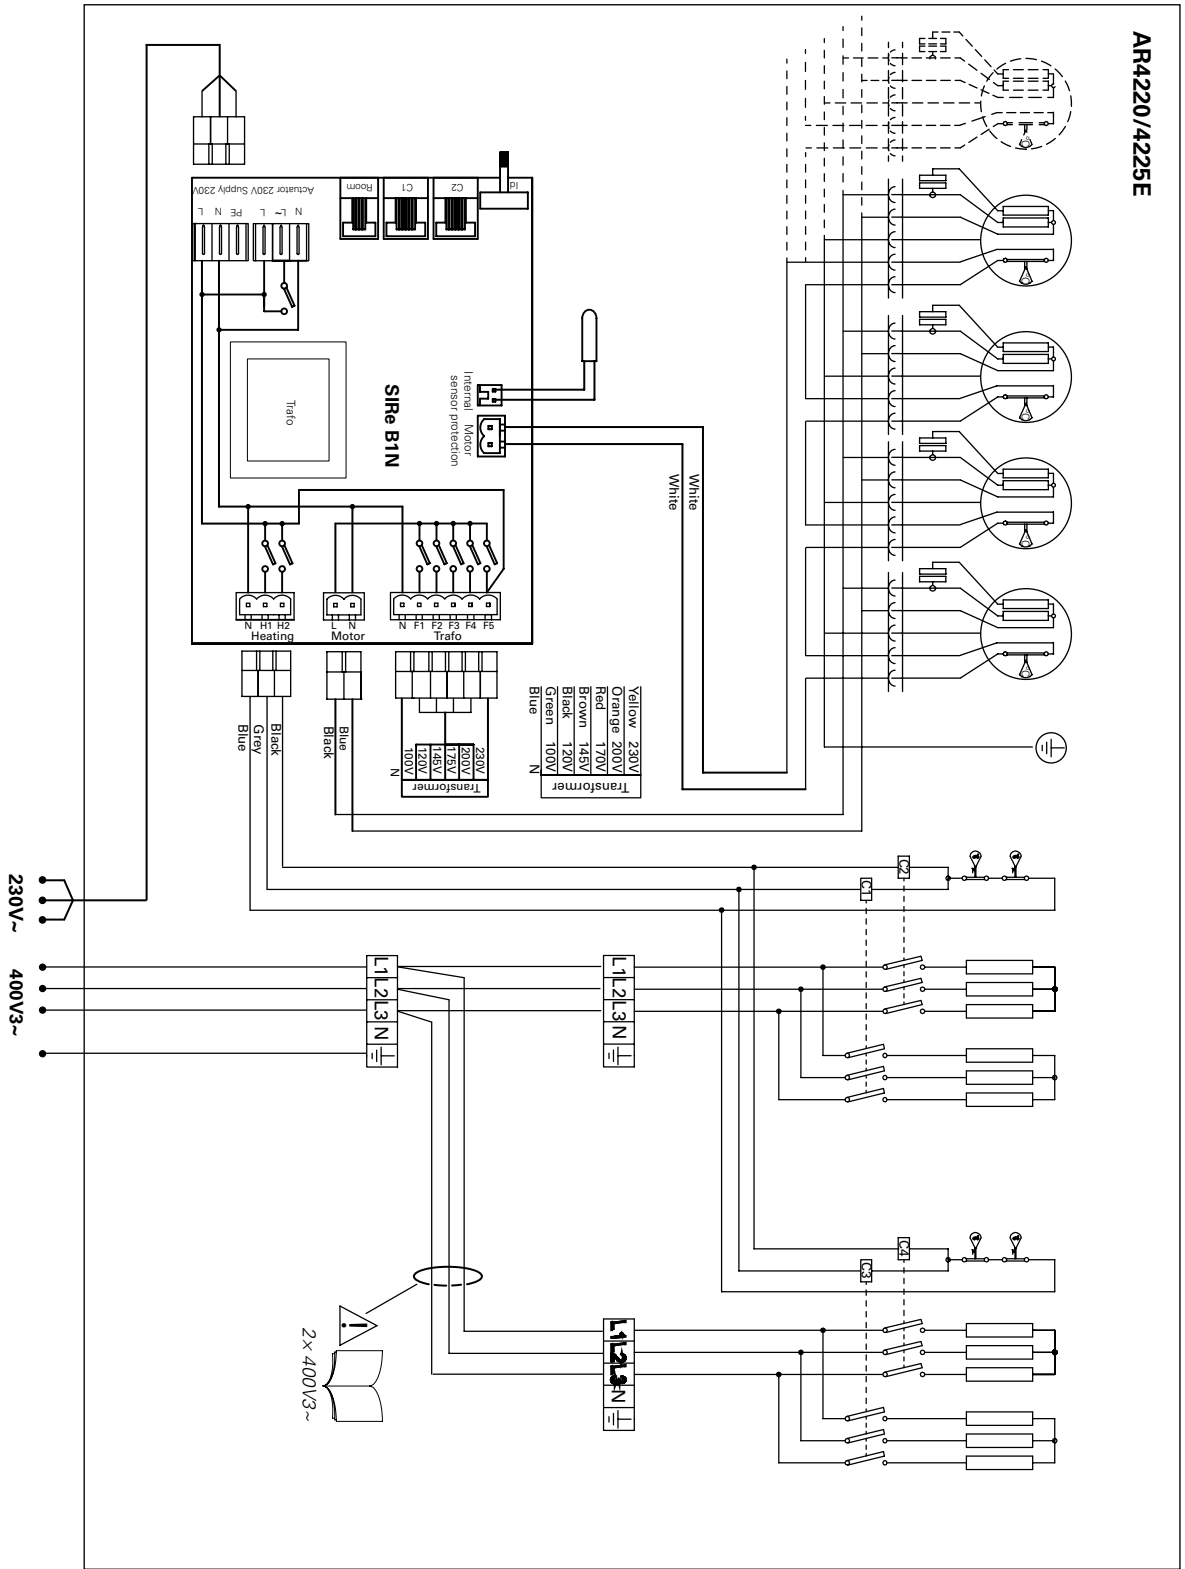 AR4220/4225E
Actuator 230V Supply 230V
L N PE L L~ N
Room
C1
C2
Id
Trafo
SIRe B1N
Internal sensor
Motor protection
White
White
N H1 H2
Heating
L N
Motor
N F1 F2 F3 F4 F5
Trafo
Black
Grey
Blue
Blue
Black
230V
200V
175V
145V
120V
100V
N
Transformer
Yellow 230V
Orange 200V
Red 170V
Brown 145V
Black 120V
Green 100V
Blue N
Transformer
C2
C1
230V~
400V3~
L1 L2 L3 N
L1 L2 L3 N
C4
C3
L1 L2 L3 N
!
2x 400V3~